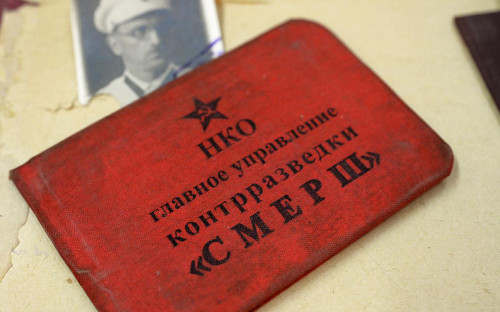 НКО
главное управление
контрразведки
«СМЕРШ»